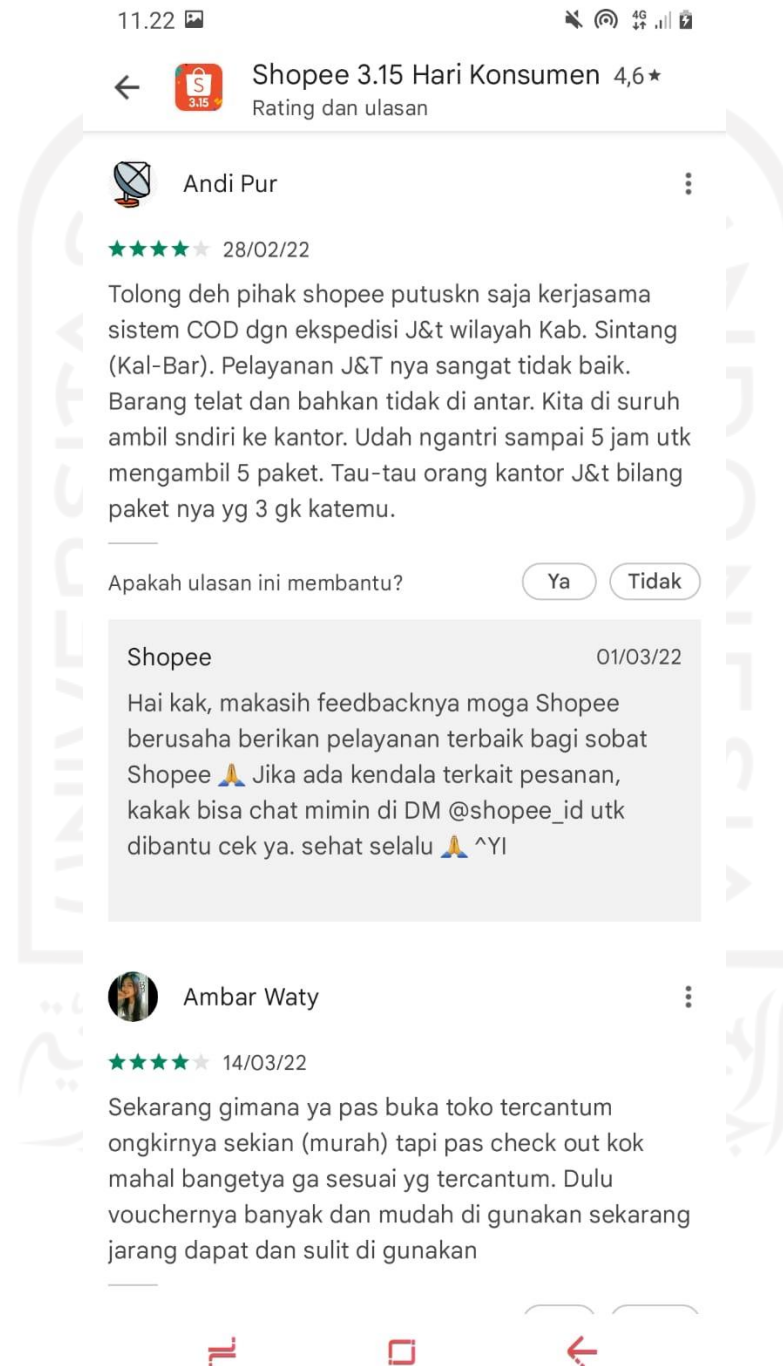 11.22
4G
S
3.15
Shopee 3.15 Hari Konsumen 4,6★
Rating dan ulasan
Andi Pur
28/02/22
Tolong deh pihak shopee putuskn saja kerjasama
sistem COD dgn ekspedisi J&t wilayah Kab. Sintang
(Kal-Bar). Pelayanan J&T nya sangat tidak baik.
Barang telat dan bahkan tidak di antar. Kita di suruh
ambil sndiri ke kantor. Udah ngantri sampai 5 jam utk
mengambil 5 paket. Tau-tau orang kantor J&t bilang
paket nya yg 3 gk katemu.
Apakah ulasan ini membantu? Ya Tidak
Shopee 01/03/22
Hai kak, makasih feedbacknya moga Shopee
berusaha berikan pelayanan terbaik bagi sobat
Shopee 🙏 Jika ada kendala terkait pesanan,
kakak bisa chat mimin di DM @shopee_id utk
dibantu cek ya. sehat selalu 🙏 ^YI
Ambar Waty
14/03/22
Sekarang gimana ya pas buka toko tercantum
ongkirnya sekian (murah) tapi pas check out kok
mahal bangetya ga sesuai yg tercantum. Dulu
vouchernya banyak dan mudah di gunakan sekarang
jarang dapat dan sulit di gunakan